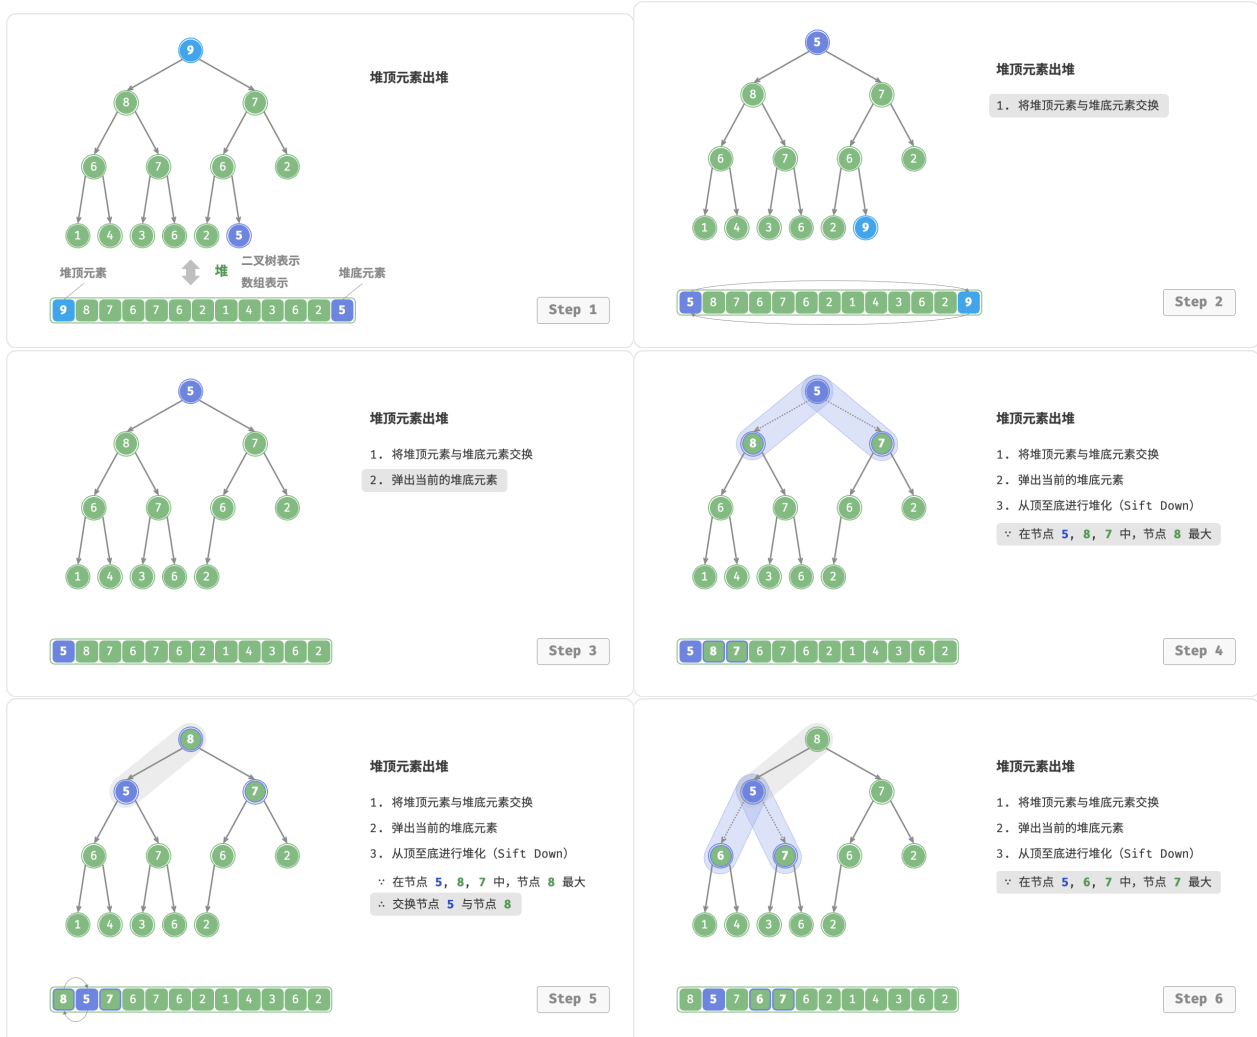 9
堆顶元素出堆
8 7
6 7 6 2
1 4 3 6 2 5
堆顶元素
堆
二叉树表示
数组表示
堆底元素
9 8 7 6 7 6 2 1 4 3 6 2 5
Step 1
5
堆顶元素出堆
8 7
1. 将堆顶元素与堆底元素交换
6 7 6 2
1 4 3 6 2 9
5 8 7 6 7 6 2 1 4 3 6 2 9
Step 2
5
堆顶元素出堆
8 7
1. 将堆顶元素与堆底元素交换
2. 弹出当前的堆底元素
6 7 6 2
1 4 3 6 2
5 8 7 6 7 6 2 1 4 3 6 2
Step 3
5
堆顶元素出堆
8 7
1. 将堆顶元素与堆底元素交换
2. 弹出当前的堆底元素
3. 从顶至底进行堆化（Sift Down）
∵ 在节点 5, 8, 7 中，节点 8 最大
6 7 6 2
1 4 3 6 2
5 8 7 6 7 6 2 1 4 3 6 2
Step 4
8
堆顶元素出堆
5 7
1. 将堆顶元素与堆底元素交换
2. 弹出当前的堆底元素
3. 从顶至底进行堆化（Sift Down）
∵ 在节点 5, 8, 7 中，节点 8 最大
∴ 交换节点 5 与节点 8
6 7 6 2
1 4 3 6 2
8 5 7 6 7 6 2 1 4 3 6 2
Step 5
8
堆顶元素出堆
5 7
1. 将堆顶元素与堆底元素交换
2. 弹出当前的堆底元素
3. 从顶至底进行堆化（Sift Down）
∵ 在节点 5, 6, 7 中，节点 7 最大
6 7 6 2
1 4 3 6 2
8 5 7 6 7 6 2 1 4 3 6 2
Step 6